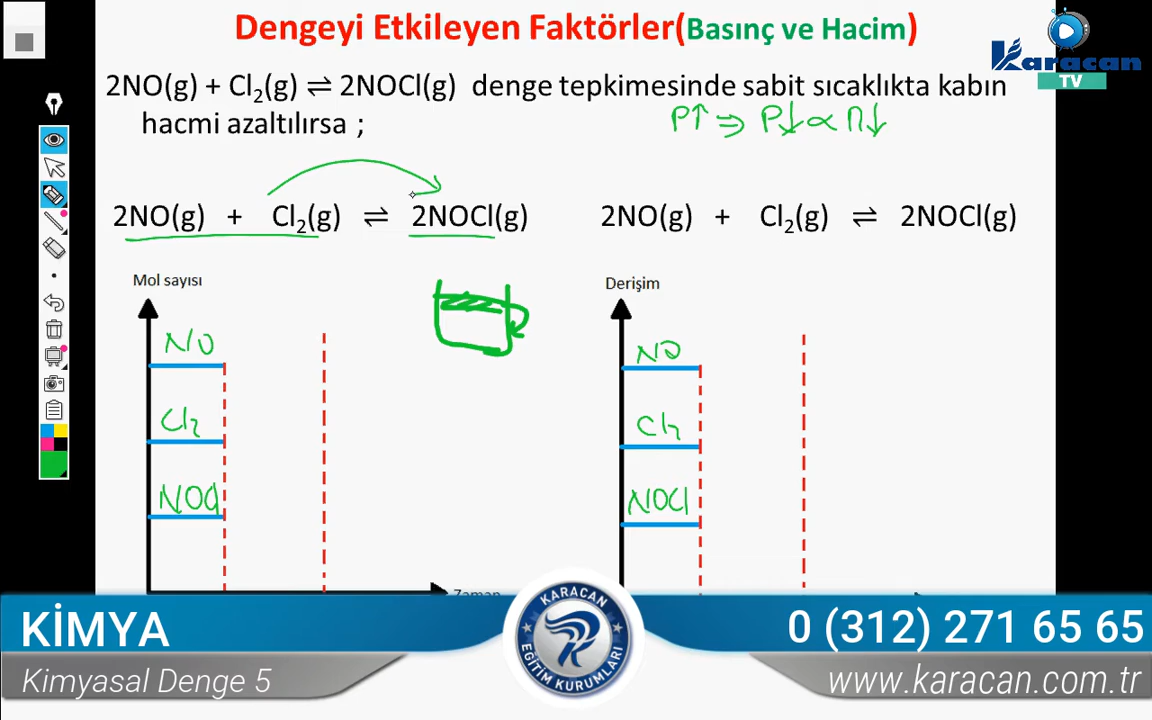 Dengeyi Etkileyen Faktörler(Basınç ve Hacim)
Karacan
TV
2NO(g) + Cl₂(g) ⇌ 2NOCl(g) denge tepkimesinde sabit sıcaklıkta kabın
hacmi azaltılırsa ;
P↑ ⇒ P↓ ∝ n↓
2NO(g) + Cl₂(g) ⇌ 2NOCl(g)
2NO(g) + Cl₂(g) ⇌ 2NOCl(g)
Mol sayısı
NO
Cl₂
NOCl
Zaman
Derişim
NO
Cl₂
NOCl
KİMYA
Kimyasal Denge 5
KARACAN
EĞİTİM KURUMLARI
0 (312) 271 65 65
www.karacan.com.tr